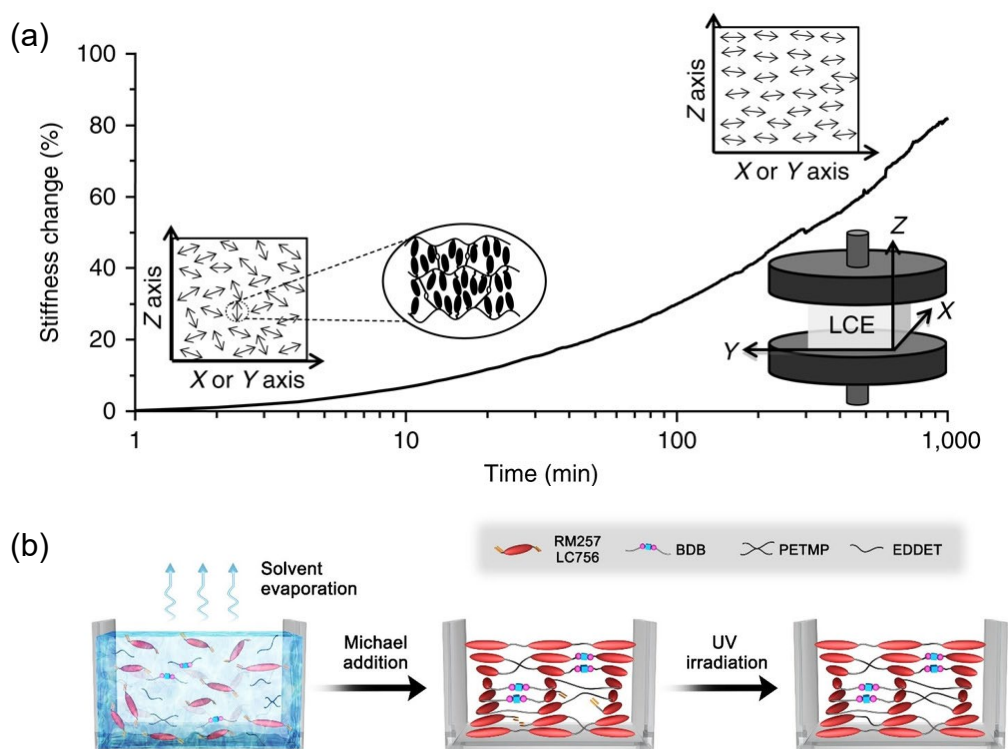 (a)
100
80
60
40
20
0
Stiffness change (%)
1
10
100
1,000
Time (min)
Z axis
X or Y axis
Z axis
X or Y axis
Z
X
LCE
Y
(b)
RM257
LC756
BDB
PETMP
EDDET
Solvent
evaporation
Michael
addition
UV
irradiation